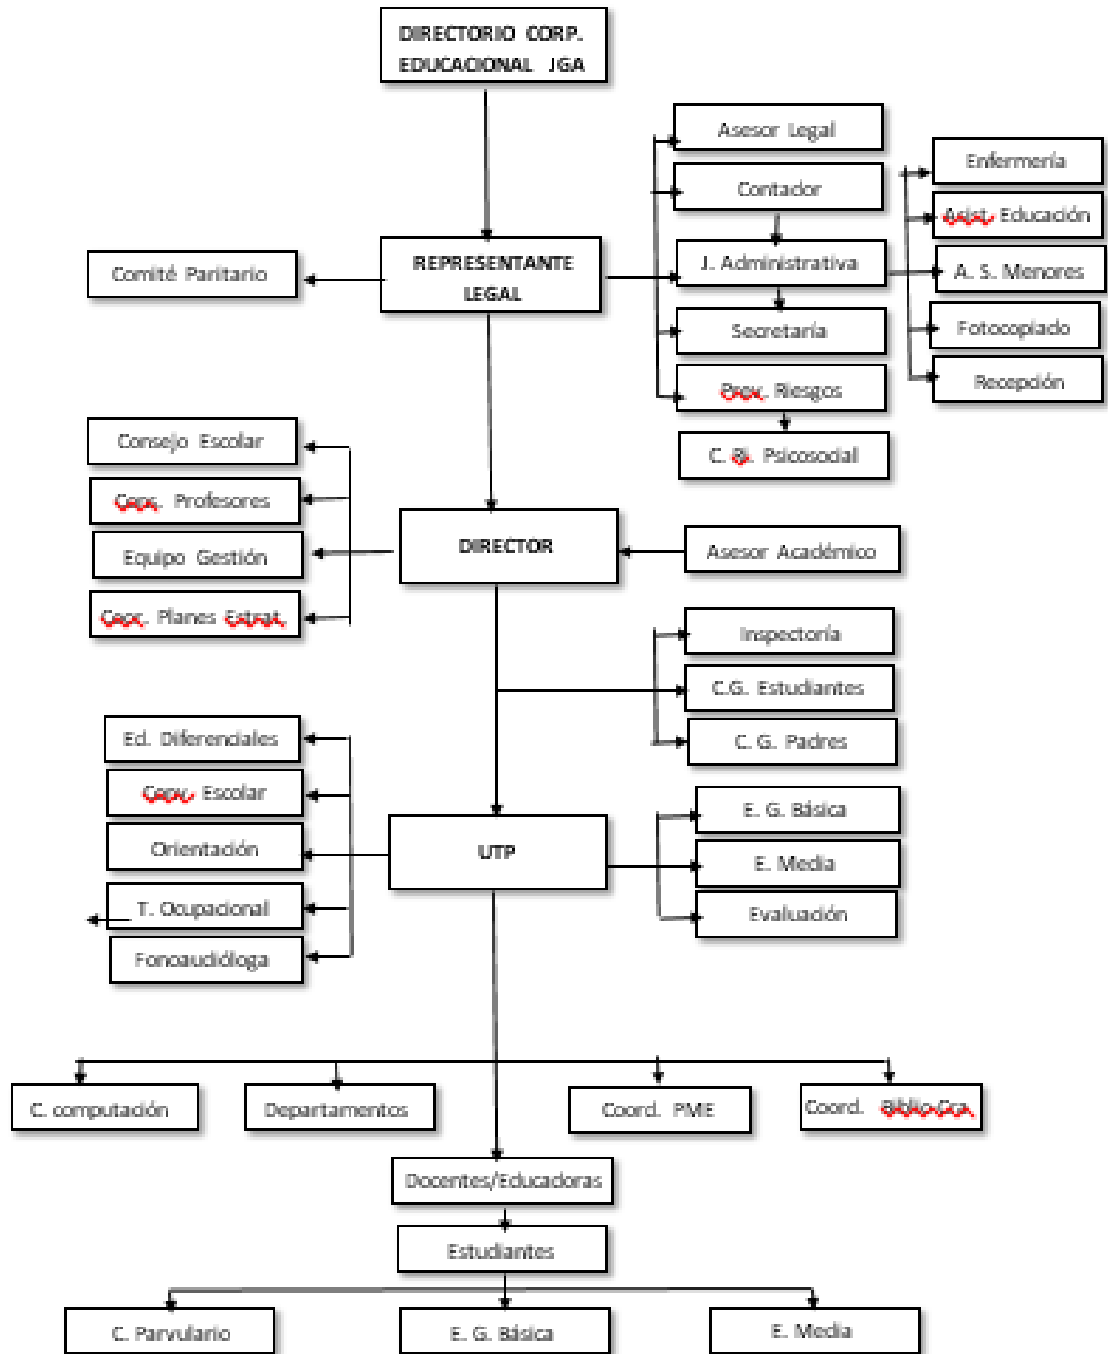 DIRECTORIO CORP.
EDUCACIONAL JGA
Asesor Legal
Enfermería
Contador
Asist. Educación
REPRESENTANTE
LEGAL
Comité Paritario
J. Administrativa
A. S. Menores
Secretaría
Fotocopiado
Prev. Riesgos
Recepción
Consejo Escolar
C. R. Psicosocial
Cons. Profesores
DIRECTOR
Equipo Gestión
Asesor Académico
Planes Estrat.
Inspectoría
C.G. Estudiantes
Ed. Diferenciales
C. G. Padres
Conv. Escolar
E. G. Básica
Orientación
UTP
E. Media
T. Ocupacional
Evaluación
Fonoaudióloga
C. computación
Departamentos
Coord. PME
Coord. Biblio-Cra
Docentes/Educadoras
Estudiantes
C. Parvulario
E. G. Básica
E. Media